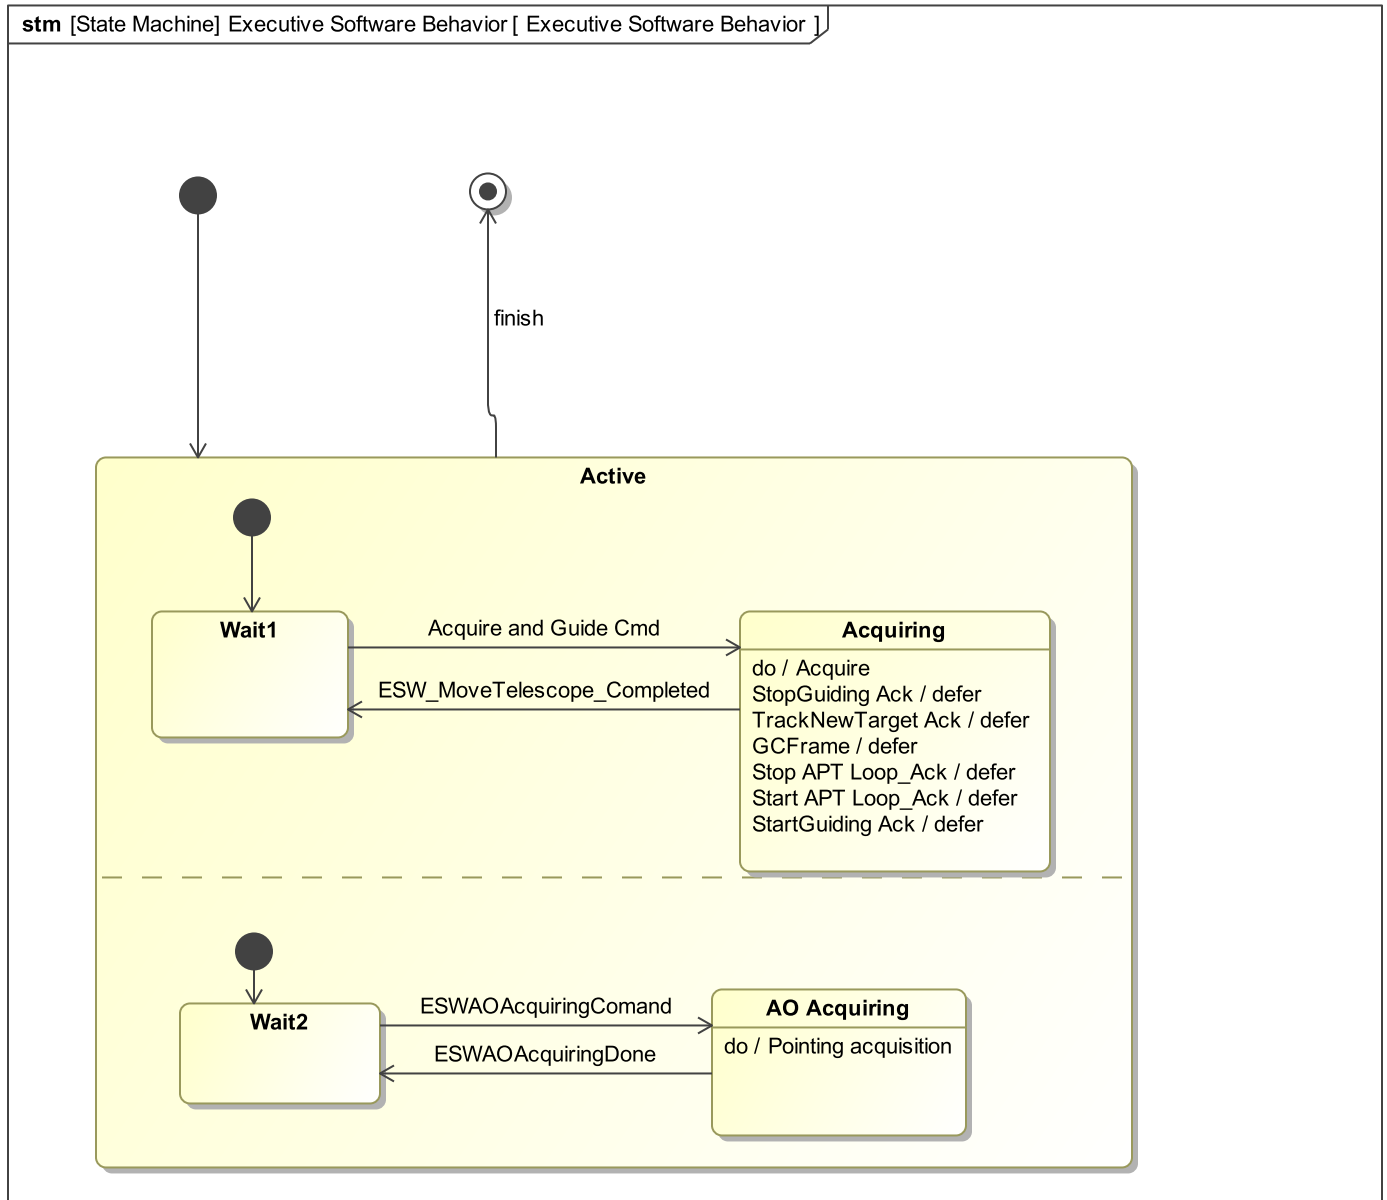 stm [State Machine] Executive Software Behavior [ Executive Software Behavior ]
finish
Active
Wait1
Acquire and Guide Cmd
ESW_MoveTelescope_Completed
Acquiring
do / Acquire
StopGuiding Ack / defer
TrackNewTarget Ack / defer
GCFrame / defer
Stop APT Loop_Ack / defer
Start APT Loop_Ack / defer
StartGuiding Ack / defer
Wait2
ESWAOAcquiringComand
ESWAOAcquiringDone
AO Acquiring
do / Pointing acquisition